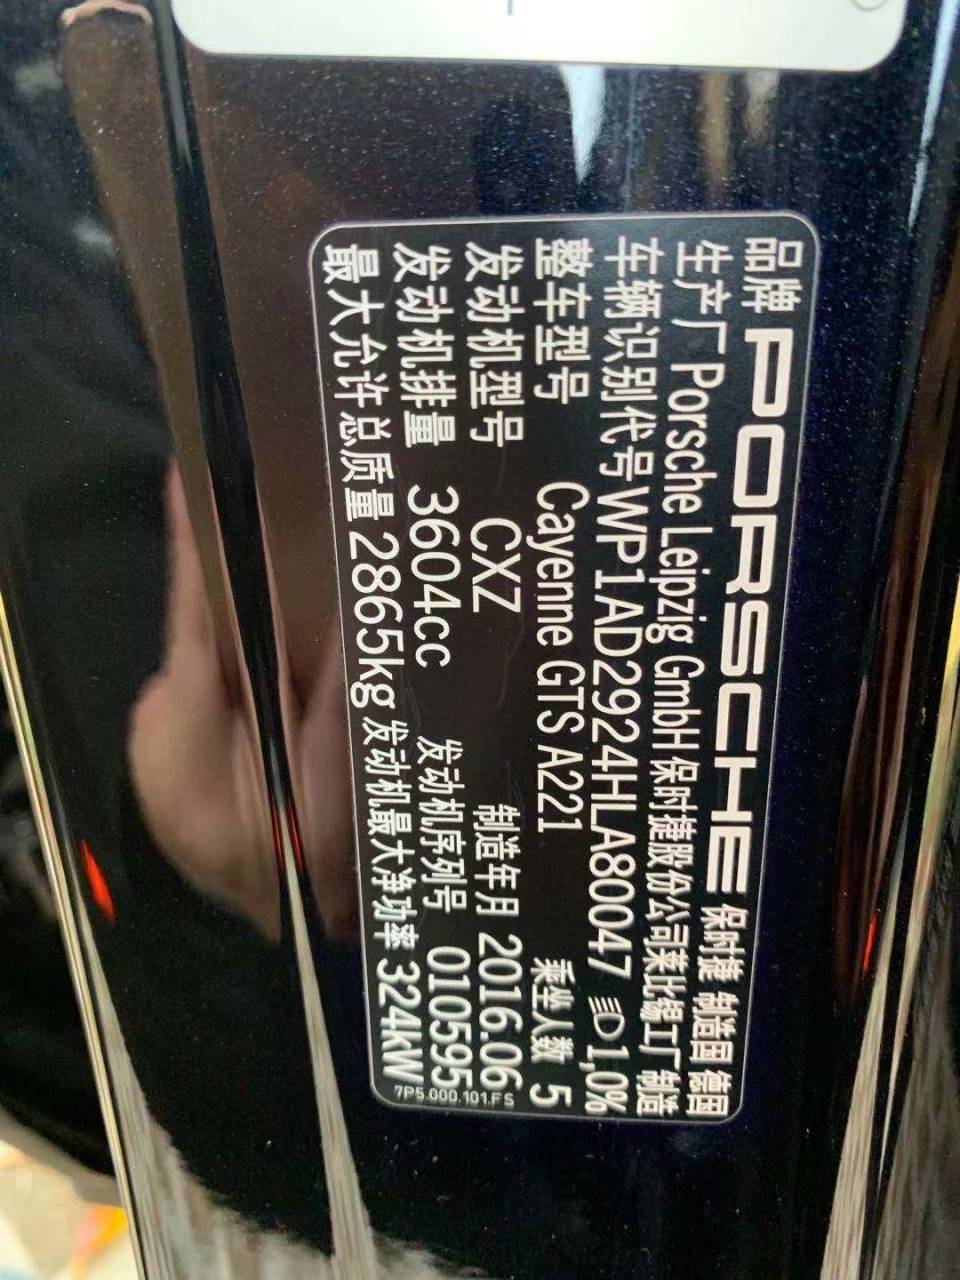 品牌 PORSCHE 保时捷 制造国 德国
生产厂 Porsche Leipzig GmbH 保时捷股份公司莱比锡工厂 制造
车辆识别代号 WP1AD2924HLA80047 1,0%
整车型号 Cayenne GTS A221 乘坐人数 5
发动机型号 CXZ 制造年月 2016.06
发动机排量 3604cc 发动机序列号 010595
最大允许总质量 2865kg 发动机最大净功率 324kW
7P5.000.101.FS